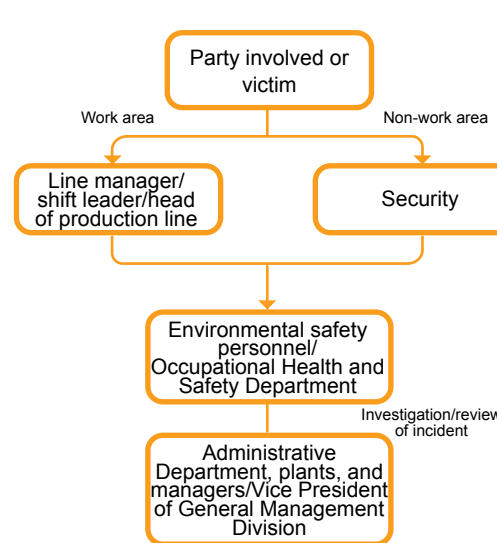 Party involved or
victim
Work area
Non-work area
Line manager/
shift leader/head
of production line
Security
Environmental safety
personnel/
Occupational Health and
Safety Department
Investigation/review
of incident
Administrative
Department, plants, and
managers/Vice President
of General Management
Division